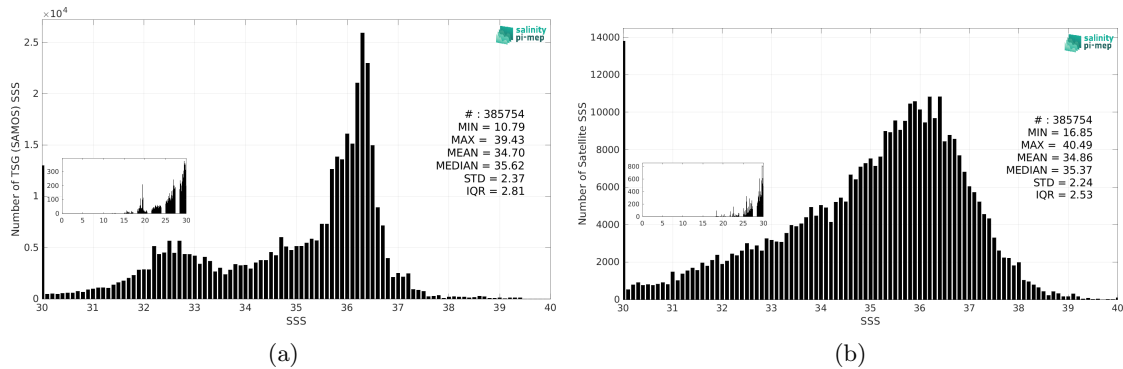 ×10^4
salinity
pi-mep
Number of TSG (SAMOS) SSS
2.5
2
1.5
1
0.5
0
# : 385754
MIN = 10.79
MAX = 39.43
MEAN = 34.70
MEDIAN = 35.62
STD = 2.37
IQR = 2.81
300
200
100
0
0 5 10 15 20 25 30
30 31 32 33 34 35 36 37 38 39 40
SSS
(a)
salinity
pi-mep
Number of Satellite SSS
14000
12000
10000
8000
6000
4000
2000
0
# : 385754
MIN = 16.85
MAX = 40.49
MEAN = 34.86
MEDIAN = 35.37
STD = 2.24
IQR = 2.53
800
600
400
200
0
0 5 10 15 20 25 30
30 31 32 33 34 35 36 37 38 39 40
SSS
(b)